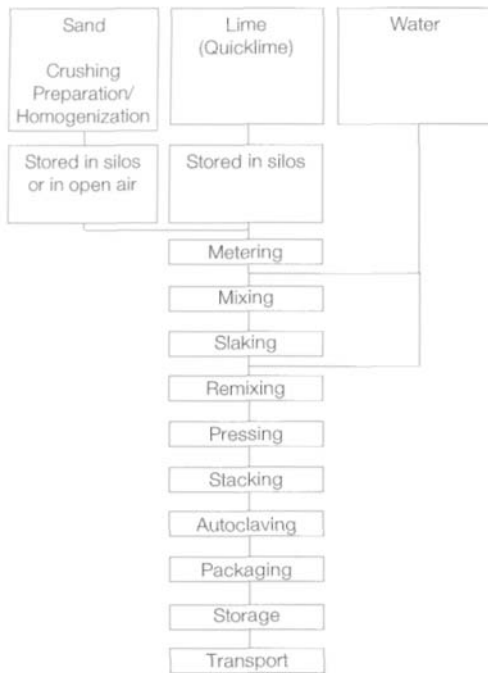 Sand
Crushing
Preparation/
Homogenization
Lime
(Quicklime)
Water
Stored in silos
or in open air
Stored in silos
Metering
Mixing
Slaking
Remixing
Pressing
Stacking
Autoclaving
Packaging
Storage
Transport